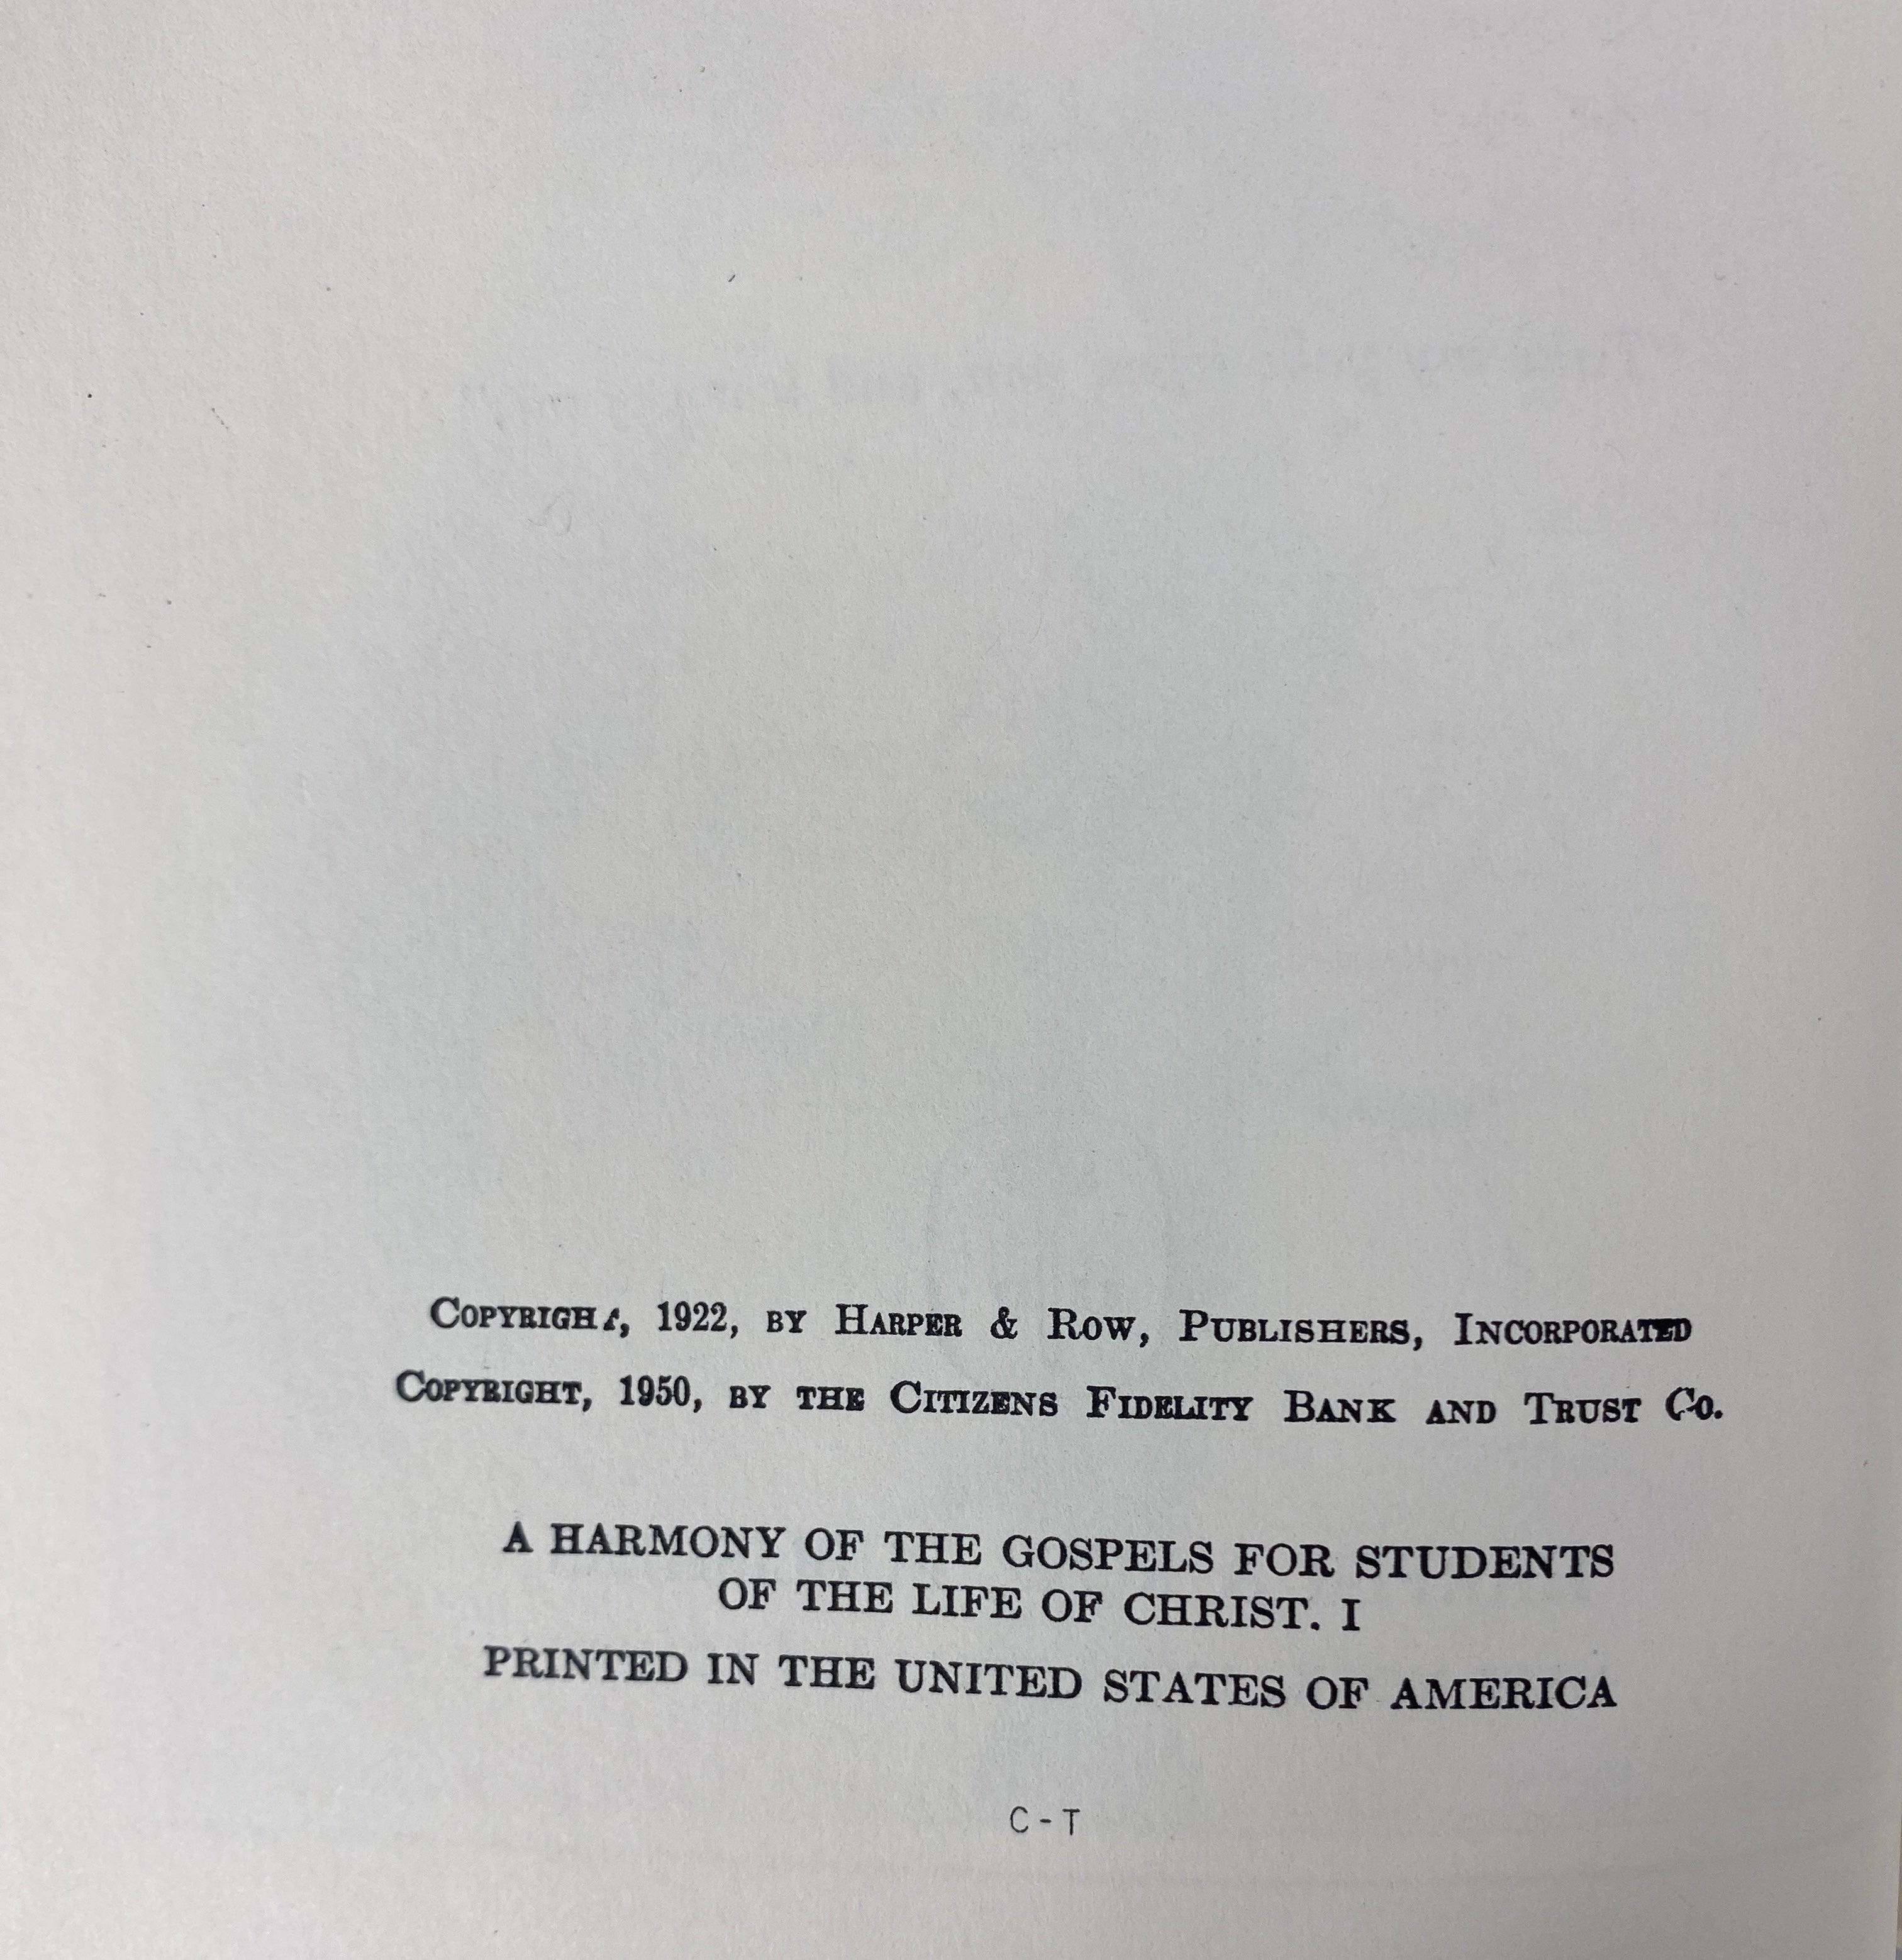 COPYRIGHT, 1922, BY HARPER & ROW, PUBLISHERS, INCORPORATED
COPYRIGHT, 1950, BY THE CITIZENS FIDELITY BANK AND TRUST CO.
A HARMONY OF THE GOSPELS FOR STUDENTS
OF THE LIFE OF CHRIST. I
PRINTED IN THE UNITED STATES OF AMERICA
C-T